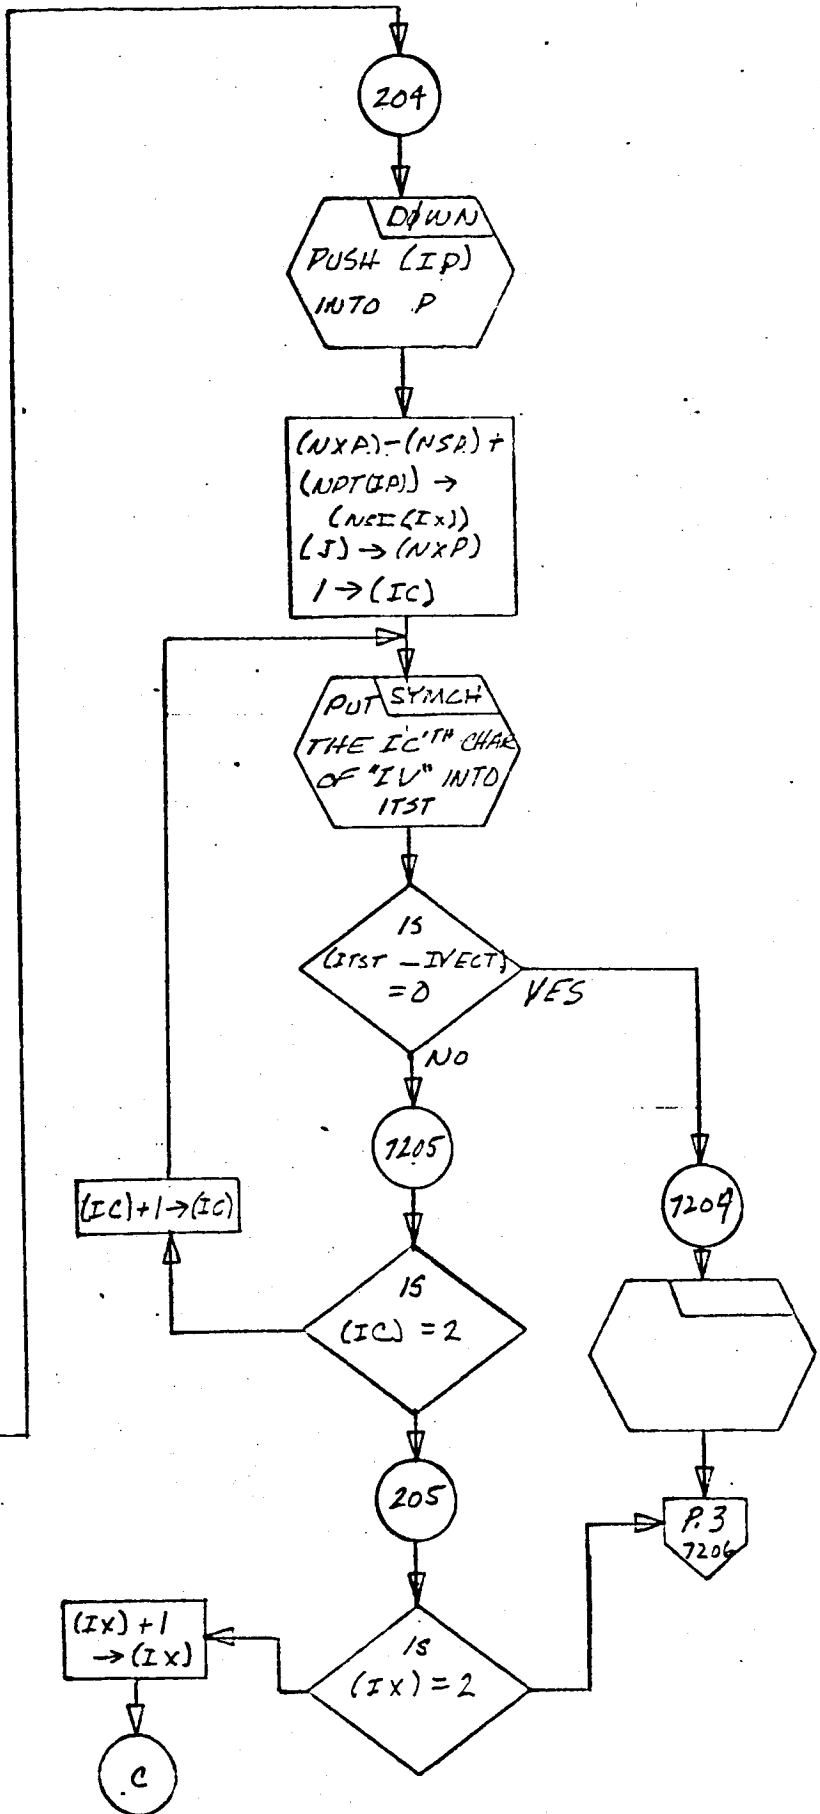 204
DØWN
PUSH (IP)
INTO P
(NXP)-(NSP)+
(NPT(IP)) →
(NSI(IX))
(J) → (NXP)
1 → (IC)
PUT SYMCH
THE IC'TH CHAR
OF "IV" INTO
ITST
IS
(ITST - IVECT)
= 0
YES
NO
7205
7204
(IC)+1→(IC)
IS
(IC) = 2
205
P. 3
7206
(IX) + 1
→ (IX)
IS
(IX) = 2
C